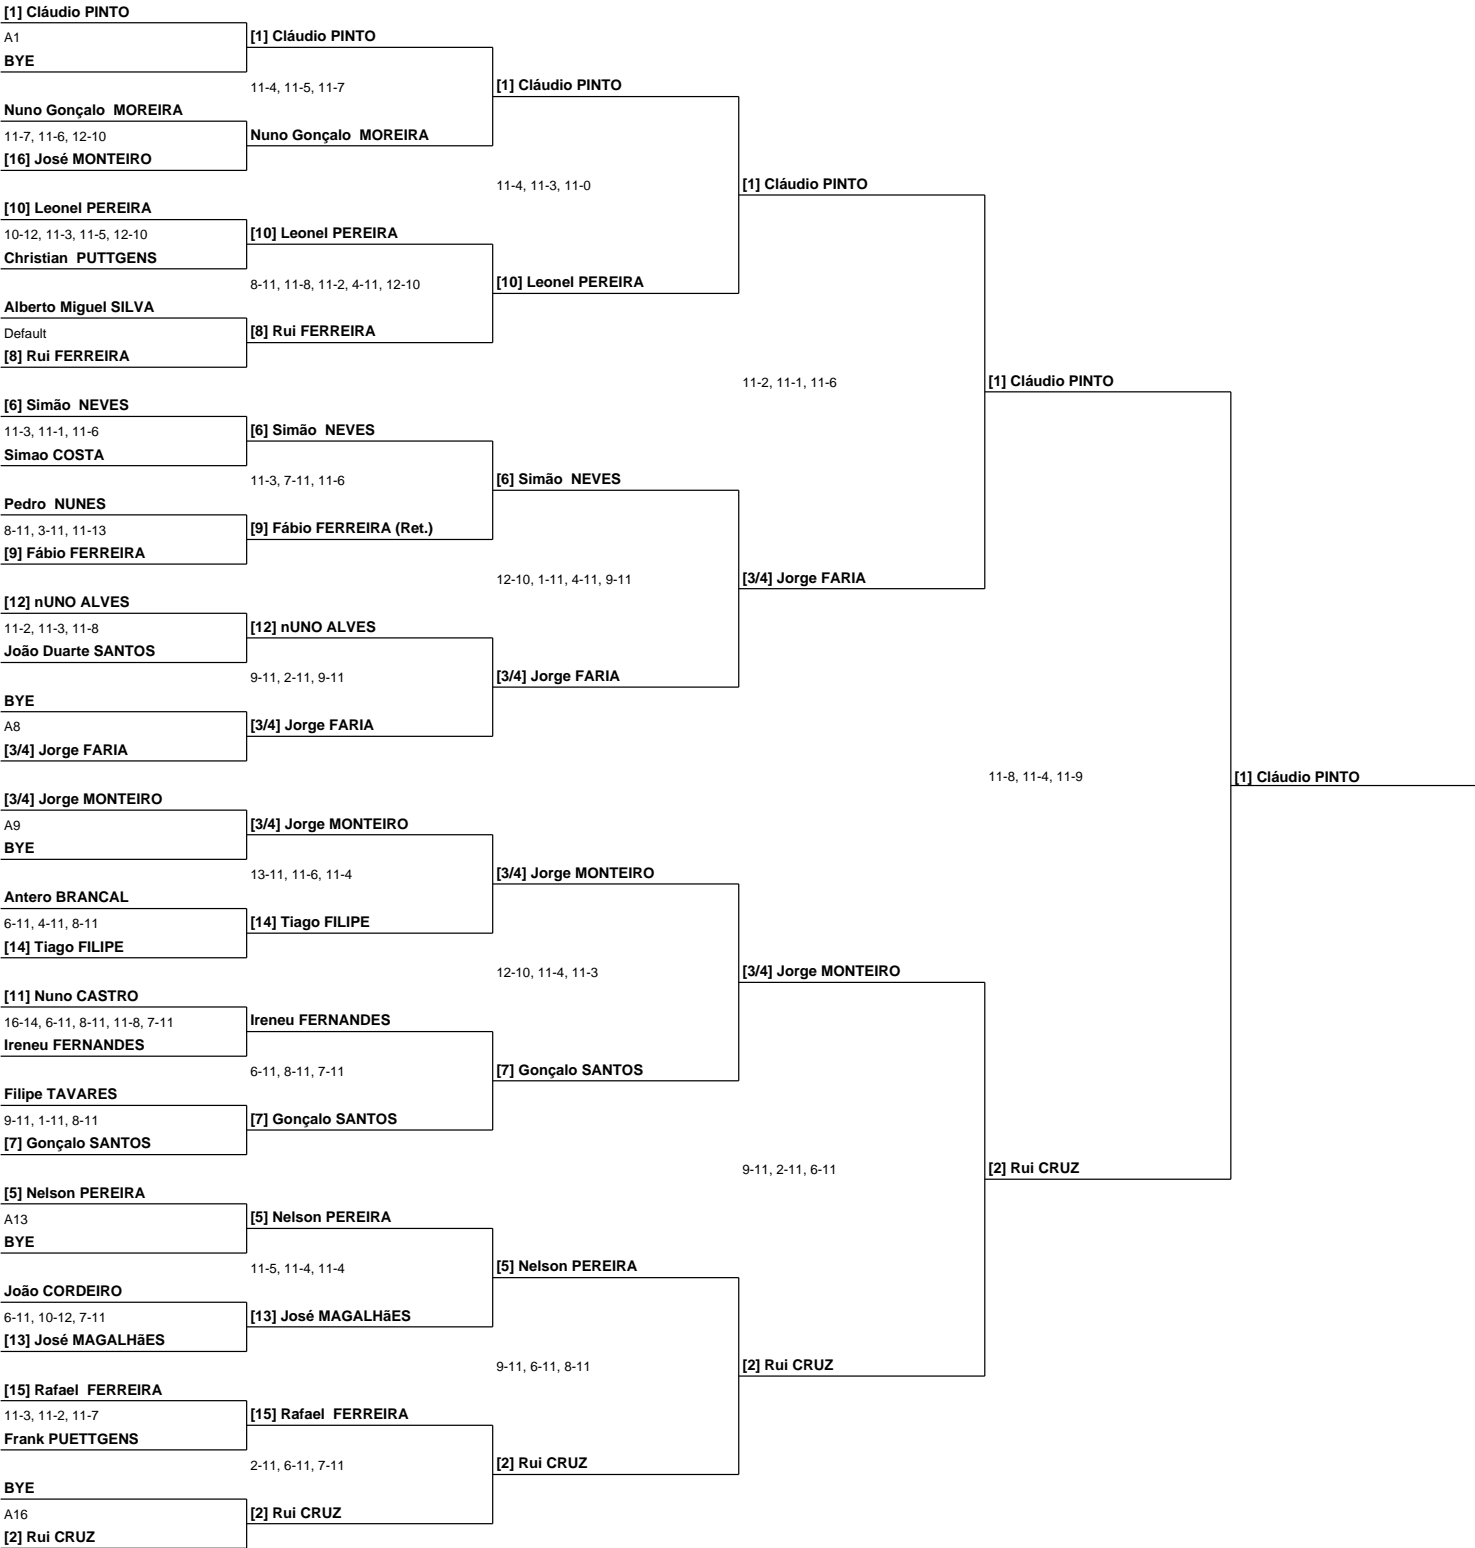 [1] Cláudio PINTO
A1
BYE
Nuno Gonçalo  MOREIRA
11-7, 11-6, 12-10
[16] José MONTEIRO
[10] Leonel PEREIRA
10-12, 11-3, 11-5, 12-10
Christian  PUTTGENS
Alberto Miguel SILVA
Default
[8] Rui FERREIRA
[6] Simão  NEVES
11-3, 11-1, 11-6
Simao COSTA
Pedro  NUNES
8-11, 3-11, 11-13
[9] Fábio FERREIRA
[12] nUNO ALVES
11-2, 11-3, 11-8
João Duarte SANTOS
BYE
A8
[3/4] Jorge FARIA
[3/4] Jorge MONTEIRO
A9
BYE
Antero BRANCAL
6-11, 4-11, 8-11
[14] Tiago FILIPE
[11] Nuno CASTRO
16-14, 6-11, 8-11, 11-8, 7-11
Ireneu FERNANDES
Filipe TAVARES
9-11, 1-11, 8-11
[7] Gonçalo SANTOS
[5] Nelson PEREIRA
A13
BYE
João CORDEIRO
6-11, 10-12, 7-11
[13] José MAGALHãES
[15] Rafael  FERREIRA
11-3, 11-2, 11-7
Frank PUETTGENS
BYE
A16
[2] Rui CRUZ
[1] Cláudio PINTO
11-4, 11-5, 11-7
Nuno Gonçalo  MOREIRA
[10] Leonel PEREIRA
8-11, 11-8, 11-2, 4-11, 12-10
[8] Rui FERREIRA
[6] Simão  NEVES
11-3, 7-11, 11-6
[9] Fábio FERREIRA (Ret.)
[12] nUNO ALVES
9-11, 2-11, 9-11
[3/4] Jorge FARIA
[3/4] Jorge MONTEIRO
13-11, 11-6, 11-4
[14] Tiago FILIPE
Ireneu FERNANDES
6-11, 8-11, 7-11
[7] Gonçalo SANTOS
[5] Nelson PEREIRA
11-5, 11-4, 11-4
[13] José MAGALHãES
[15] Rafael  FERREIRA
2-11, 6-11, 7-11
[2] Rui CRUZ
[1] Cláudio PINTO
11-4, 11-3, 11-0
[10] Leonel PEREIRA
[6] Simão  NEVES
12-10, 1-11, 4-11, 9-11
[3/4] Jorge FARIA
[3/4] Jorge MONTEIRO
12-10, 11-4, 11-3
[7] Gonçalo SANTOS
[5] Nelson PEREIRA
9-11, 6-11, 8-11
[2] Rui CRUZ
[1] Cláudio PINTO
11-2, 11-1, 11-6
[3/4] Jorge FARIA
[3/4] Jorge MONTEIRO
9-11, 2-11, 6-11
[2] Rui CRUZ
[1] Cláudio PINTO
11-8, 11-4, 11-9
[2] Rui CRUZ
[1] Cláudio PINTO